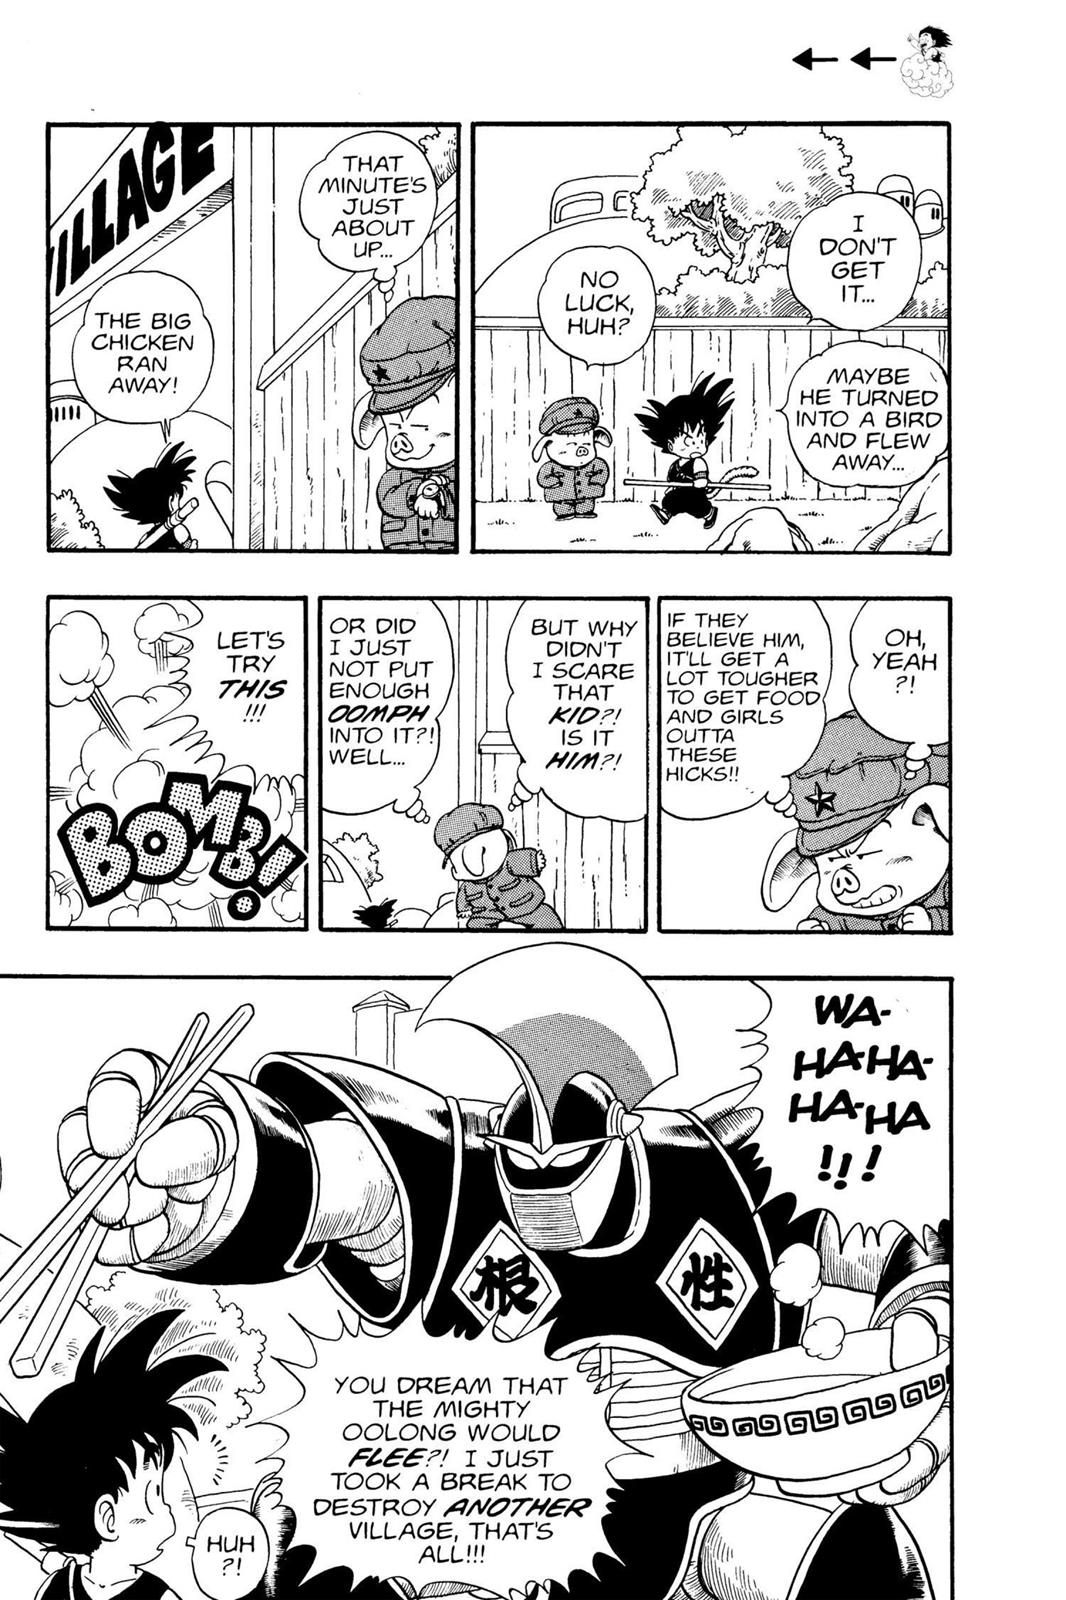 I
DON'T
GET
IT...
MAYBE
HE TURNED
INTO A BIRD
AND FLEW
AWAY...
NO
LUCK,
HUH?
THAT
MINUTE'S
JUST
ABOUT
UP...
VILLAGE
THE BIG
CHICKEN
RAN
AWAY!
OH,
YEAH
?!
IF THEY
BELIEVE HIM,
IT'LL GET A
LOT TOUGHER
TO GET FOOD
AND GIRLS
OUTTA
THESE
HICKS!!
BUT WHY
DIDN'T
I SCARE
THAT
KID?!
IS IT
HIM?!
OR DID
I JUST
NOT PUT
ENOUGH
OOMPH
INTO IT?!
WELL...
LET'S
TRY
THIS
!!!
BOMB!
WA-
HA-HA-
HA-HA
!!!
根 性
YOU DREAM THAT
THE MIGHTY
OOLONG WOULD
FLEE?! I JUST
TOOK A BREAK TO
DESTROY ANOTHER
VILLAGE, THAT'S
ALL!!!
HUH
?!